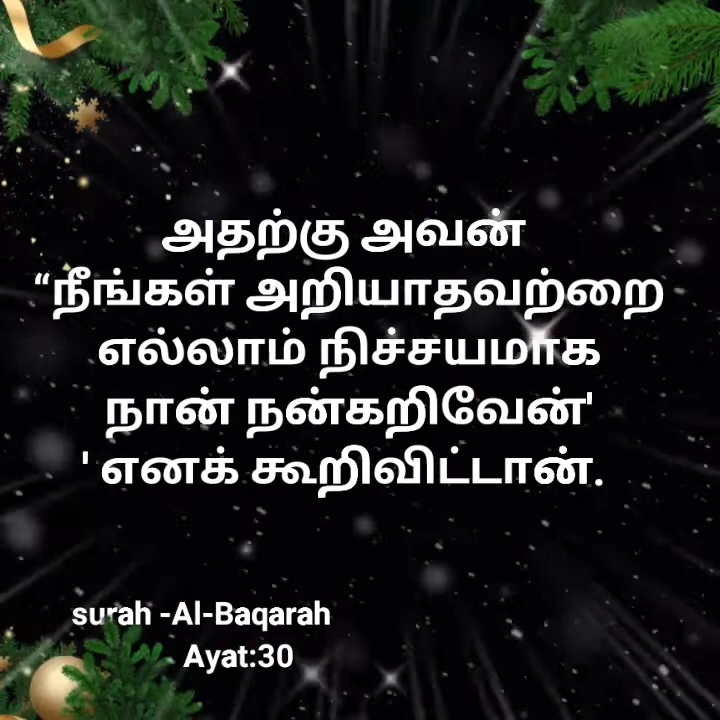 அதற்கு அவன்
“நீங்கள் அறியாதவற்றை
எல்லாம் நிச்சயமாக
நான் நன்கறிவேன்'
' எனக் கூறிவிட்டான்.
surah -Al-Baqarah
Ayat:30